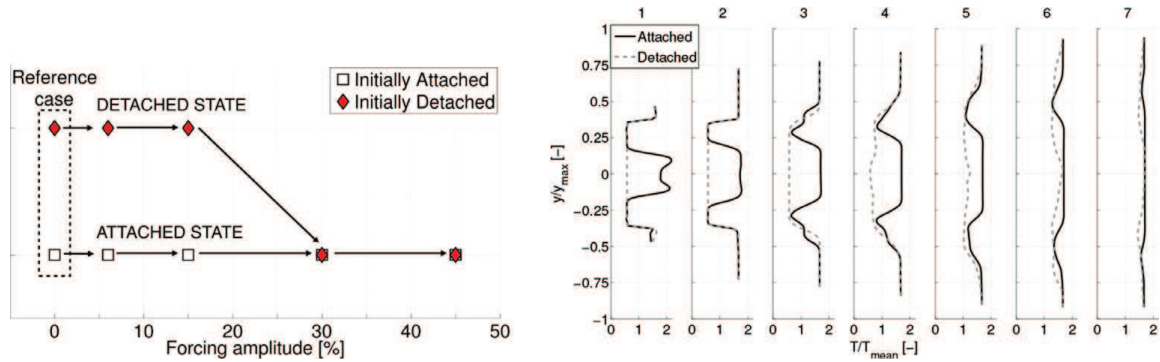 Reference
case
DETACHED STATE
ATTACHED STATE
Initially Attached
Initially Detached
0 10 20 30 40 50
Forcing amplitude [%]
1 2 3 4 5 6 7
Attached
Detached
1
0.75
0.5
0.25
0
−0.25
−0.5
−0.75
−1
y/ymax [−]
0 1 2 0 1 2 0 1 2 0 1 2 0 1 2 0 1 2 0 1 2
T/Tmean [−]